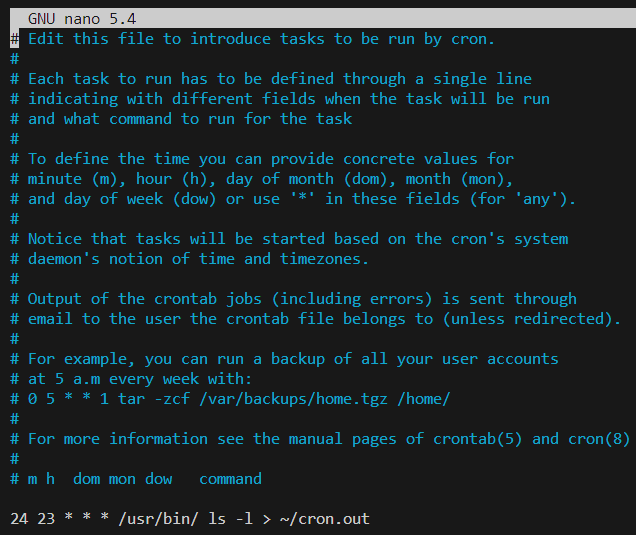 GNU nano 5.4
# Edit this file to introduce tasks to be run by cron.
#
# Each task to run has to be defined through a single line
# indicating with different fields when the task will be run
# and what command to run for the task
#
# To define the time you can provide concrete values for
# minute (m), hour (h), day of month (dom), month (mon),
# and day of week (dow) or use '*' in these fields (for 'any').
#
# Notice that tasks will be started based on the cron's system
# daemon's notion of time and timezones.
#
# Output of the crontab jobs (including errors) is sent through
# email to the user the crontab file belongs to (unless redirected).
#
# For example, you can run a backup of all your user accounts
# at 5 a.m every week with:
# 0 5 * * 1 tar -zcf /var/backups/home.tgz /home/
#
# For more information see the manual pages of crontab(5) and cron(8)
#
# m h  dom mon dow   command
24 23 * * * /usr/bin/ ls -l > ~/cron.out